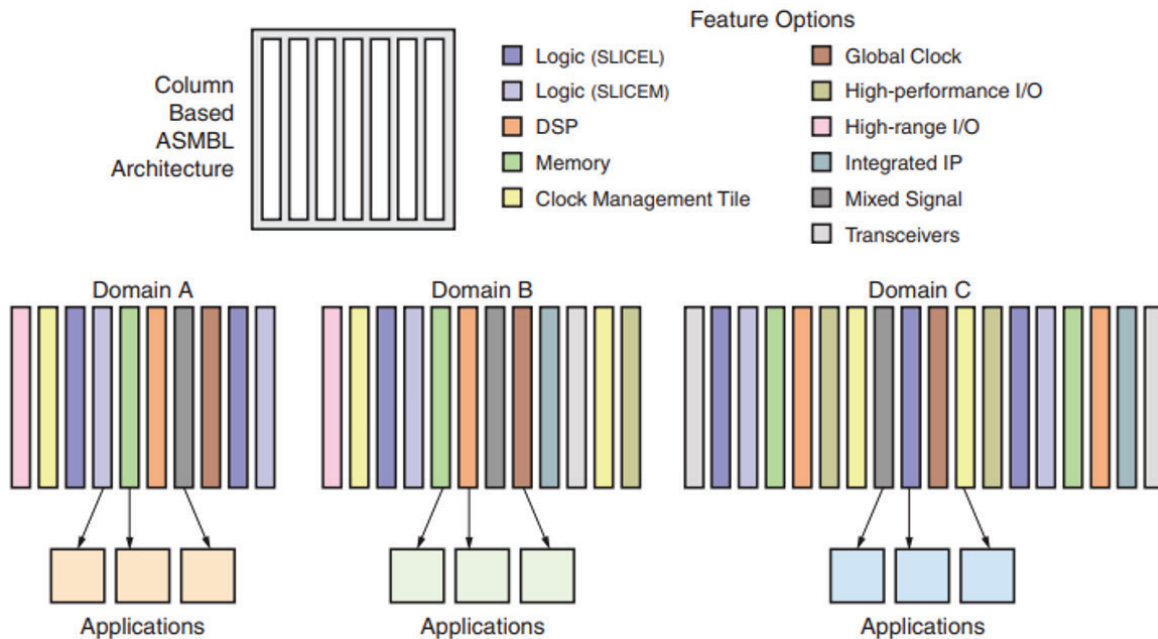 Feature Options
Column
Based
ASMBL
Architecture
Logic (SLICEL)
Logic (SLICEM)
DSP
Memory
Clock Management Tile
Global Clock
High-performance I/O
High-range I/O
Integrated IP
Mixed Signal
Transceivers
Domain A
Domain B
Domain C
Applications
Applications
Applications